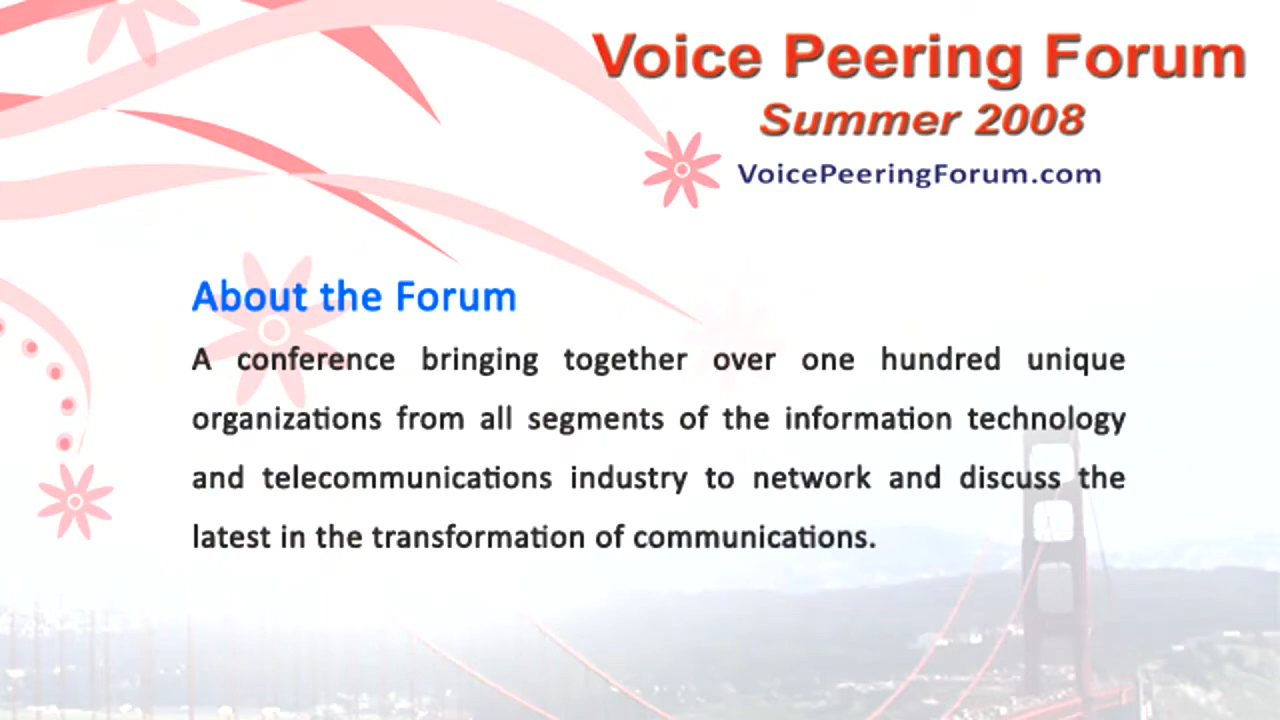 Voice Peering Forum
Summer 2008
VoicePeeringForum.com
About the Forum
A conference bringing together over one hundred unique
organizations from all segments of the information technology
and telecommunications industry to network and discuss the
latest in the transformation of communications.